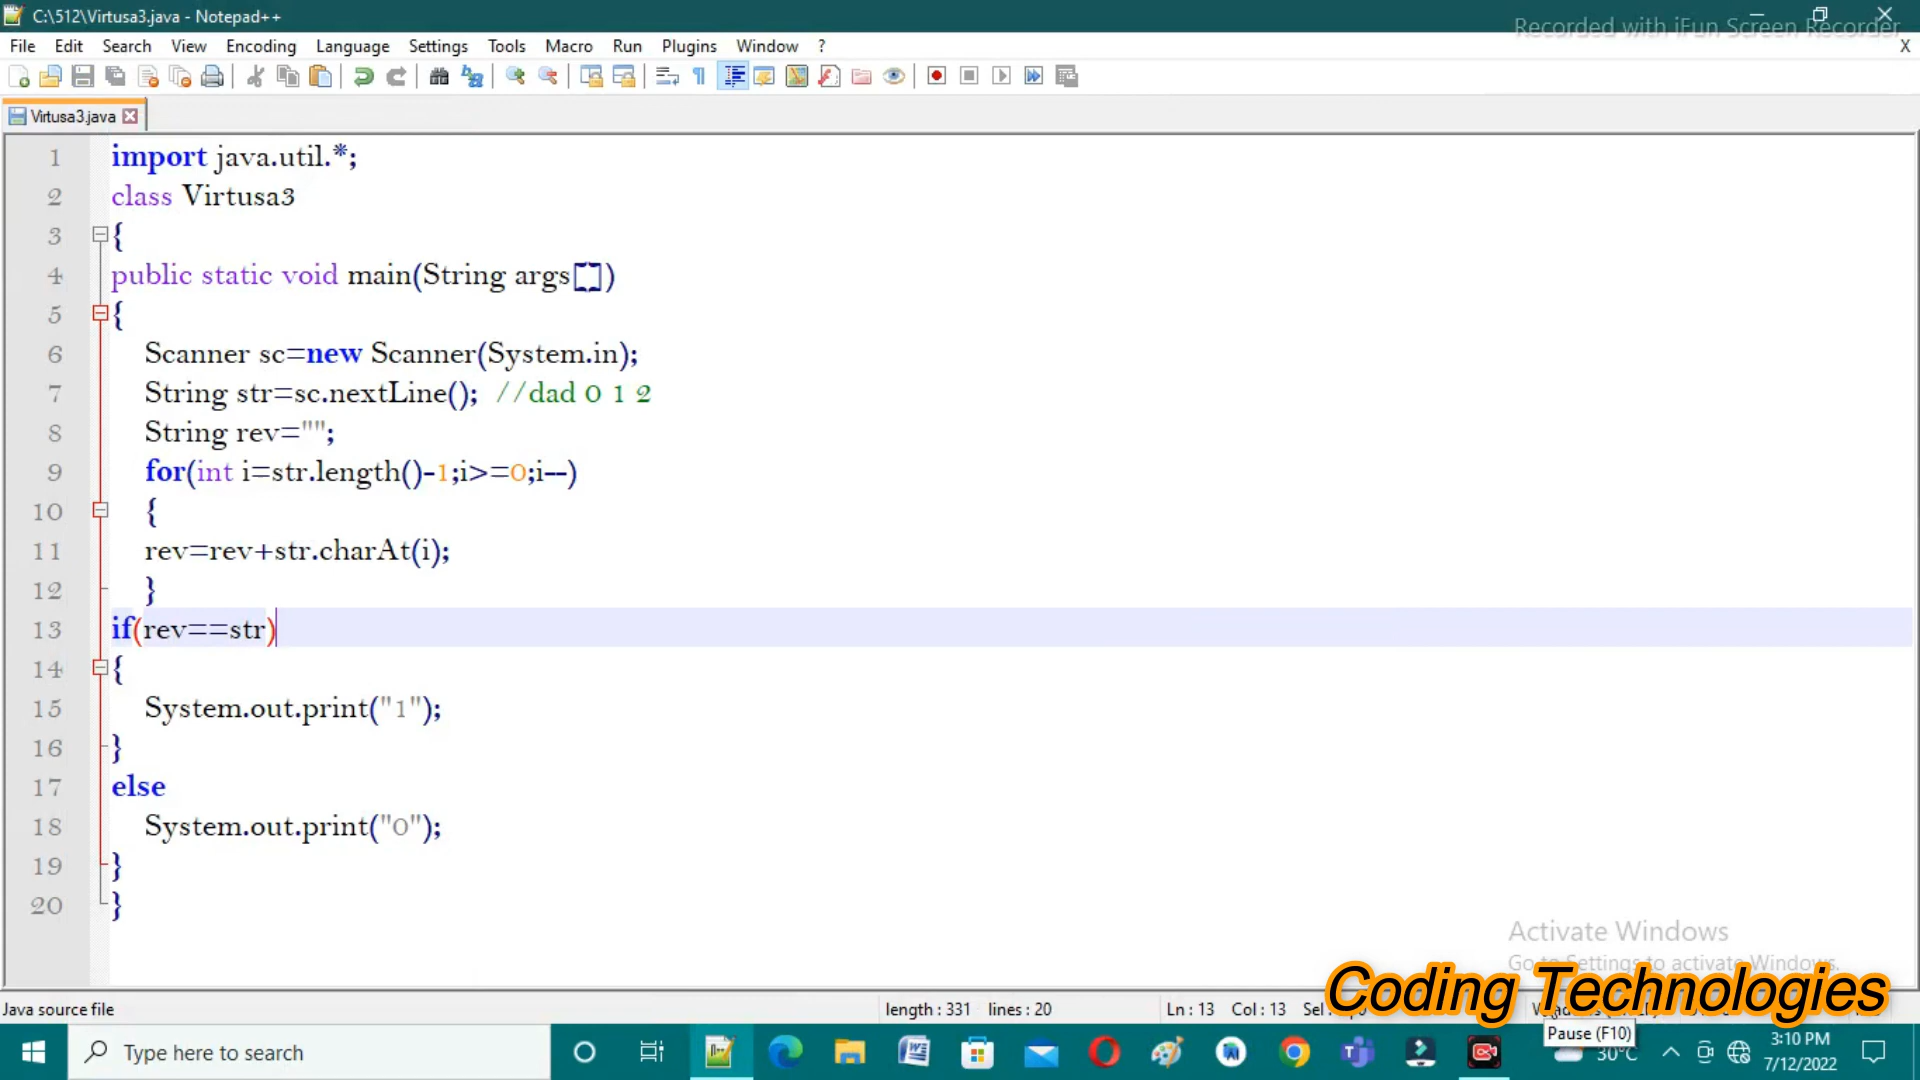 C:\512\Virtusa3.java - Notepad++
Recorded with iFun Screen Recorder
File Edit Search View Encoding Language Settings Tools Macro Run Plugins Window ? X
Virtusa3.java
1 import java.util.*;
2 class Virtusa3
3 {
4 public static void main(String args[])
5 {
6 Scanner sc=new Scanner(System.in);
7 String str=sc.nextLine(); //dad 0 1 2
8 String rev="";
9 for(int i=str.length()-1;i>=0;i--)
10 {
11 rev=rev+str.charAt(i);
12 }
13 if(rev==str)
14 {
15 System.out.print("1");
16 }
17 else
18 System.out.print("0");
19 }
20 }
Activate Windows
Go to Settings to activate Windows.
Coding Technologies
Java source file length : 331 lines : 20 Ln : 13 Col : 13 Sel :
Pause (F10)
Type here to search 30°C 3:10 PM
7/12/2022